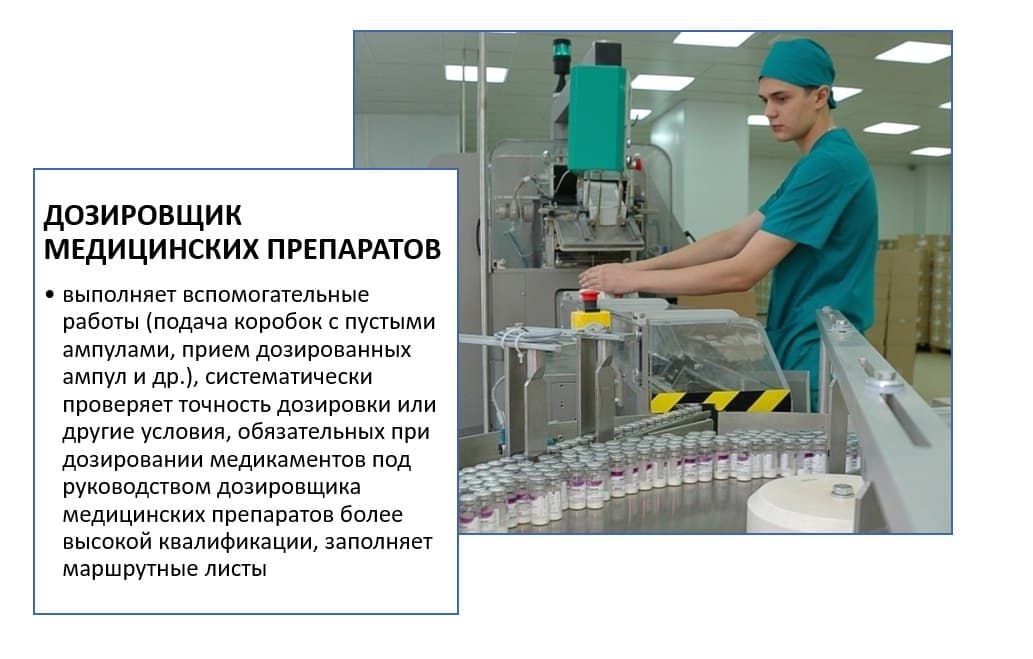 ДОЗИРОВЩИК
МЕДИЦИНСКИХ ПРЕПАРАТОВ
• выполняет вспомогательные
работы (подача коробок с пустыми
ампулами, прием дозированных
ампул и др.), систематически
проверяет точность дозировки или
другие условия, обязательных при
дозировании медикаментов под
руководством дозировщика
медицинских препаратов более
высокой квалификации, заполняет
маршрутные листы